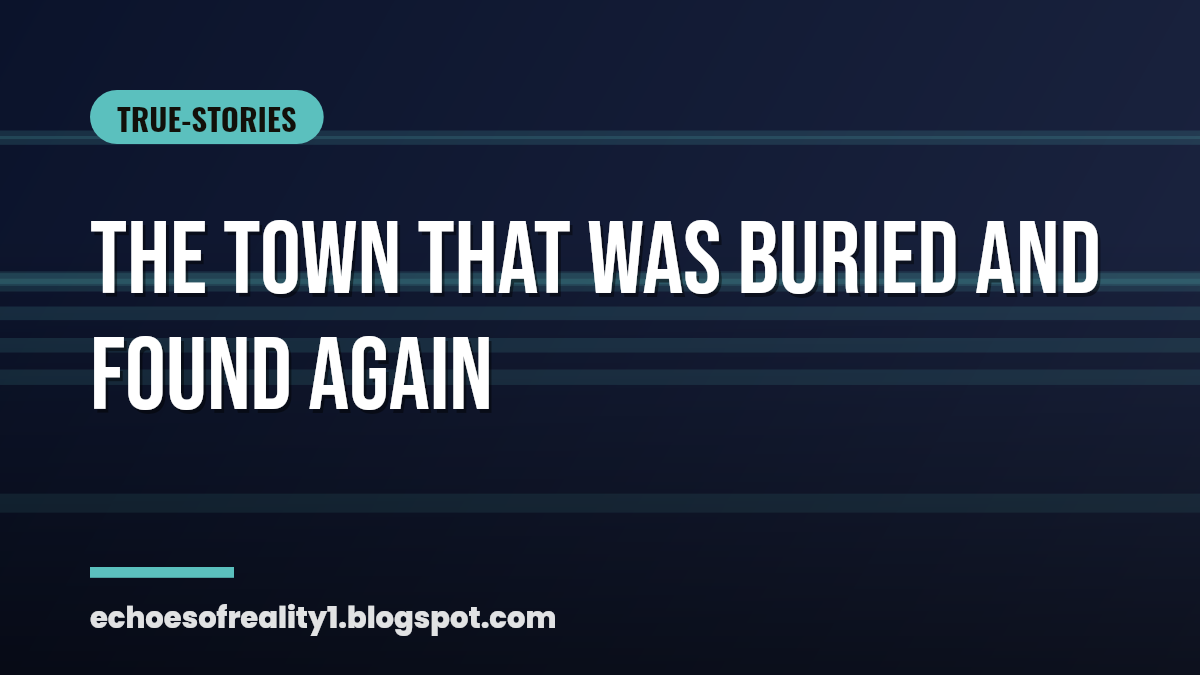 TRUE-STORIES
THE TOWN THAT WAS BURIED AND
FOUND AGAIN
echoesofreality1.blogspot.com